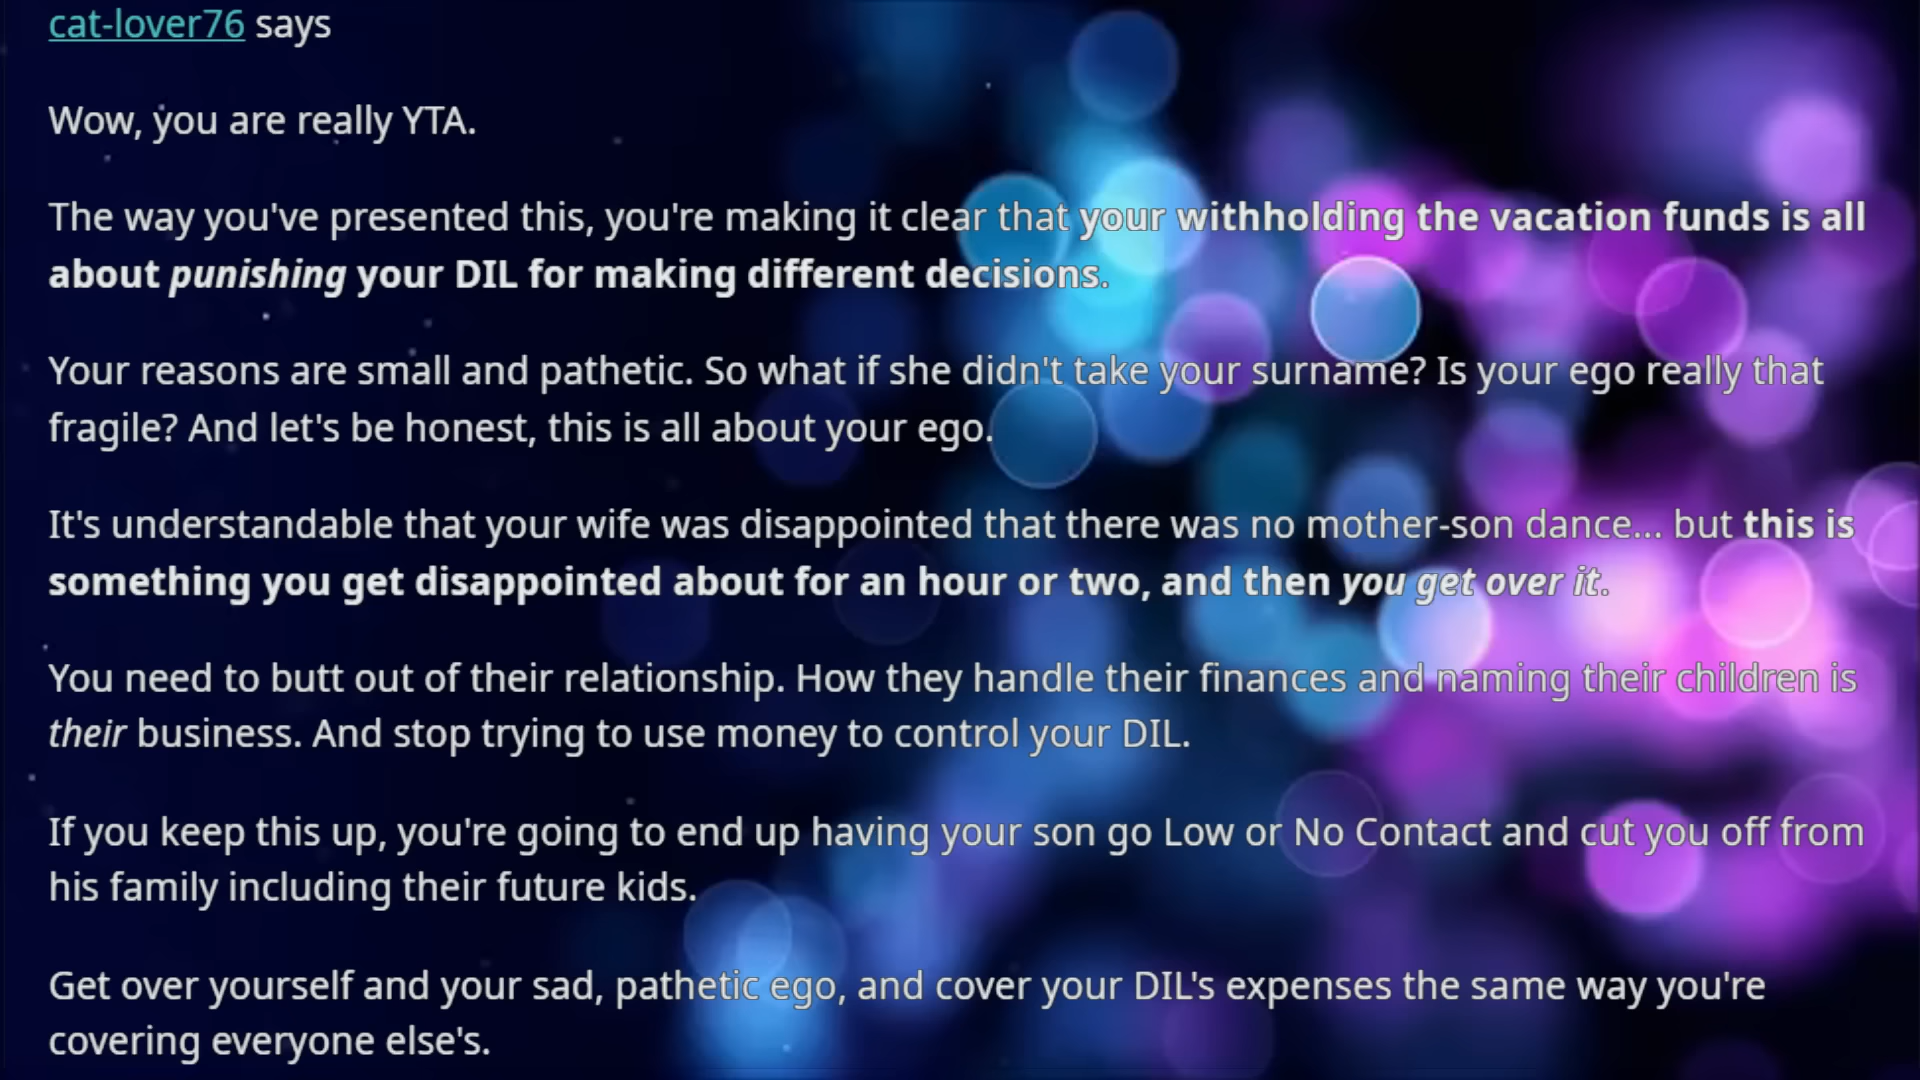 cat-lover76 says
Wow, you are really YTA.
The way you've presented this, you're making it clear that your withholding the vacation funds is all
about punishing your DIL for making different decisions.
Your reasons are small and pathetic. So what if she didn't take your surname? Is your ego really that
fragile? And let's be honest, this is all about your ego.
It's understandable that your wife was disappointed that there was no mother-son dance... but this is
something you get disappointed about for an hour or two, and then you get over it.
You need to butt out of their relationship. How they handle their finances and naming their children is
their business. And stop trying to use money to control your DIL.
If you keep this up, you're going to end up having your son go Low or No Contact and cut you off from
his family including their future kids.
Get over yourself and your sad, pathetic ego, and cover your DIL's expenses the same way you're
covering everyone else's.